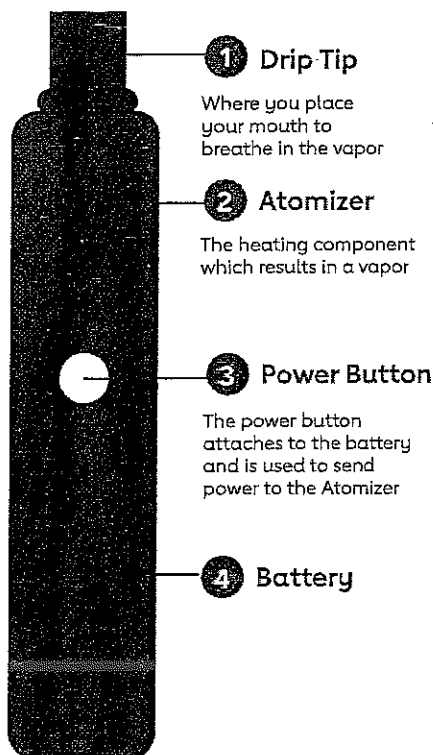 1 Drip Tip
Where you place
your mouth to
breathe in the vapor
2 Atomizer
The heating component
which results in a vapor
3 Power Button
The power button
attaches to the battery
and is used to send
power to the Atomizer
4 Battery